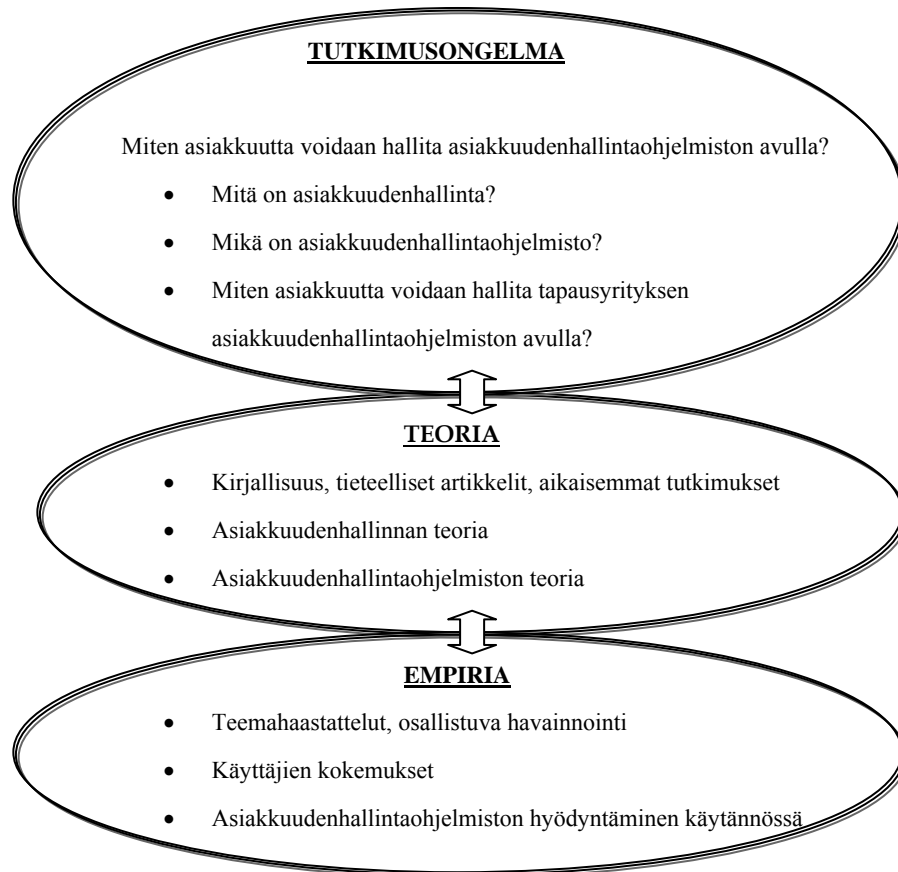 TUTKIMUSONGELMA
Miten asiakkuutta voidaan hallita asiakkuudenhallintaohjelmiston avulla?
• Mitä on asiakkuudenhallinta?
• Mikä on asiakkuudenhallintaohjelmisto?
• Miten asiakkuutta voidaan hallita tapausyrityksen
asiakkuudenhallintaohjelmiston avulla?
TEORIA
• Kirjallisuus, tieteelliset artikkelit, aikaisemmat tutkimukset
• Asiakkuudenhallinnan teoria
• Asiakkuudenhallintaohjelmiston teoria
EMPIRIA
• Teemahaastattelut, osallistuva havainnointi
• Käyttäjien kokemukset
• Asiakkuudenhallintaohjelmiston hyödyntäminen käytännössä